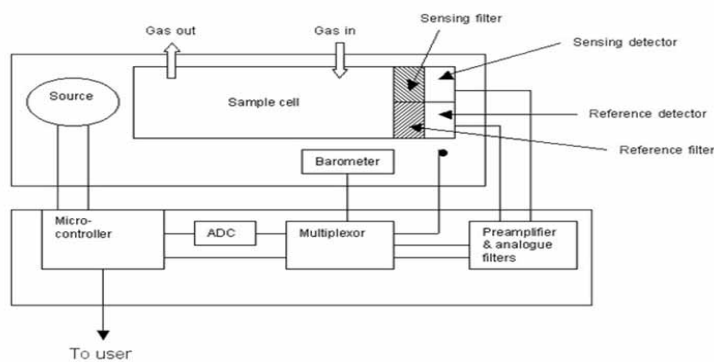 Gas out
Gas in
Sensing filter
Sensing detector
Source
Sample cell
Reference detector
Reference filter
Barometer
Micro-
controller
ADC
Multiplexor
Preamplifier
& analogue
filters
To user